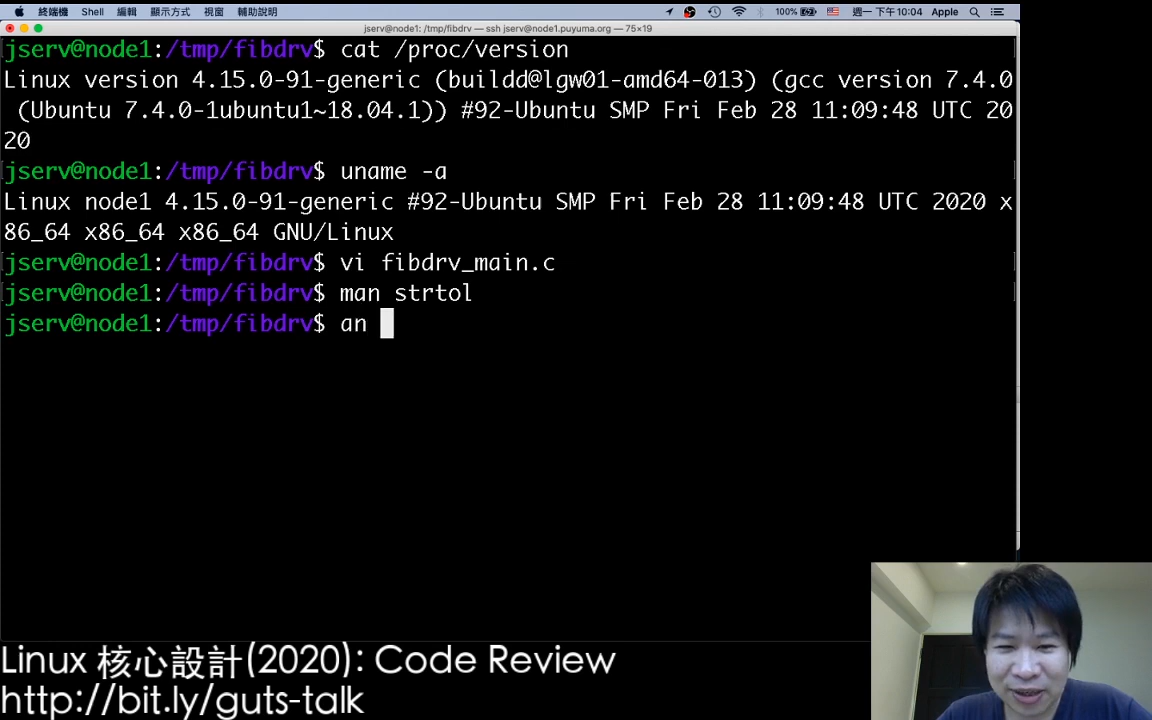 終端機 Shell 編輯 顯示方式 視窗 輔助說明 100% 週一 下午10:04 Apple
jserv@node1:/tmp/fibdrv — ssh jserv@node1.puyuma.org — 75×19
jserv@node1:/tmp/fibdrv$ cat /proc/version
Linux version 4.15.0-91-generic (buildd@lgw01-amd64-013) (gcc version 7.4.0
(Ubuntu 7.4.0-1ubuntu1~18.04.1)) #92-Ubuntu SMP Fri Feb 28 11:09:48 UTC 20
20
jserv@node1:/tmp/fibdrv$ uname -a
Linux node1 4.15.0-91-generic #92-Ubuntu SMP Fri Feb 28 11:09:48 UTC 2020 x
86_64 x86_64 x86_64 GNU/Linux
jserv@node1:/tmp/fibdrv$ vi fibdrv_main.c
jserv@node1:/tmp/fibdrv$ man strtol
jserv@node1:/tmp/fibdrv$ an
Linux 核心設計(2020): Code Review
http://bit.ly/guts-talk